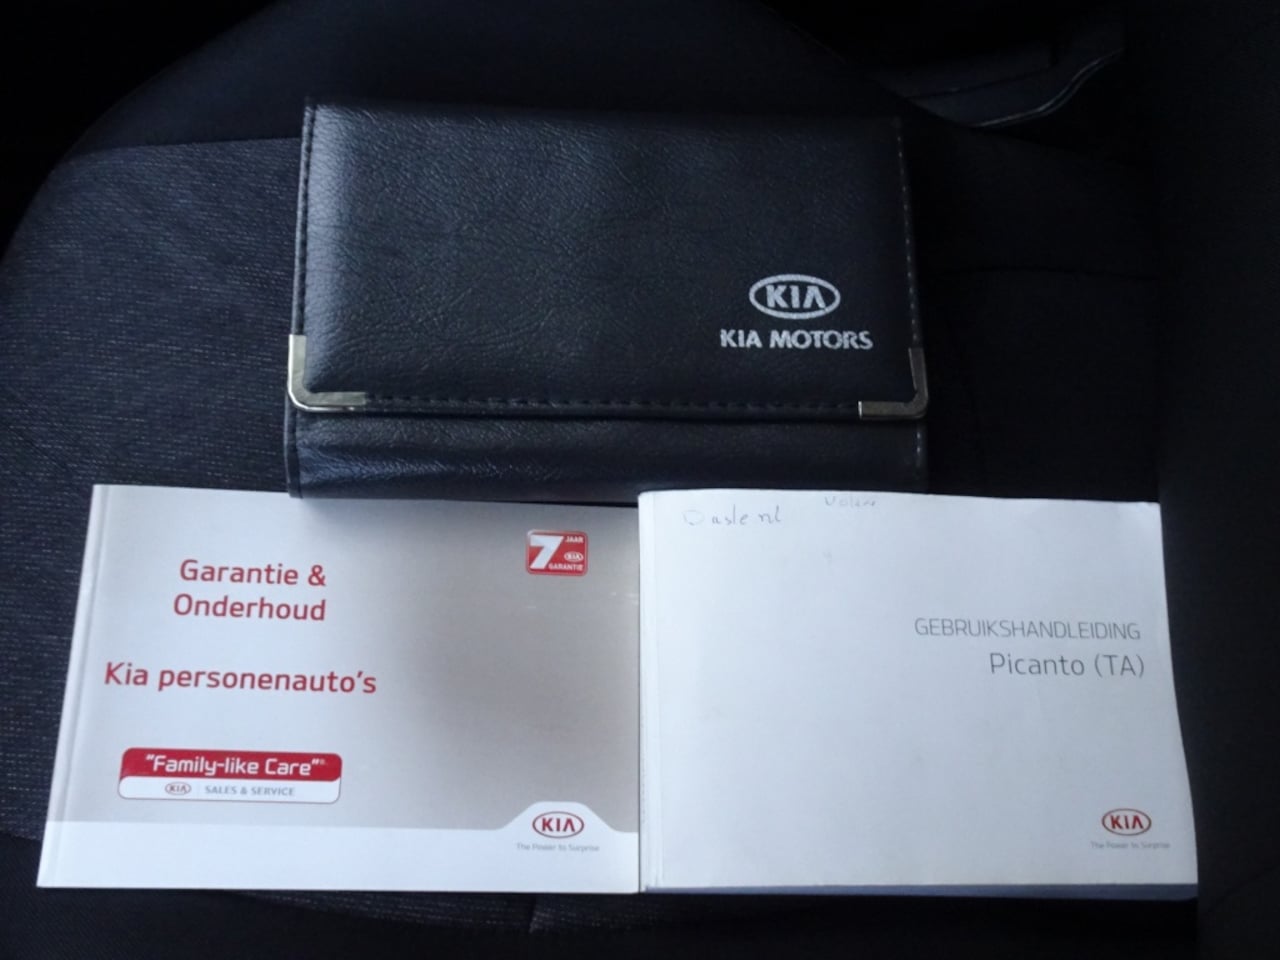 KIA
KIA MOTORS
Garantie &
Onderhoud
Kia personenauto's
7 JAAR
KIA
GARANTIE
"Family-like Care"®
KIA SALES & SERVICE
KIA
The Power to Surprise
GEBRUIKSHANDLEIDING
Picanto (TA)
KIA
The Power to Surprise